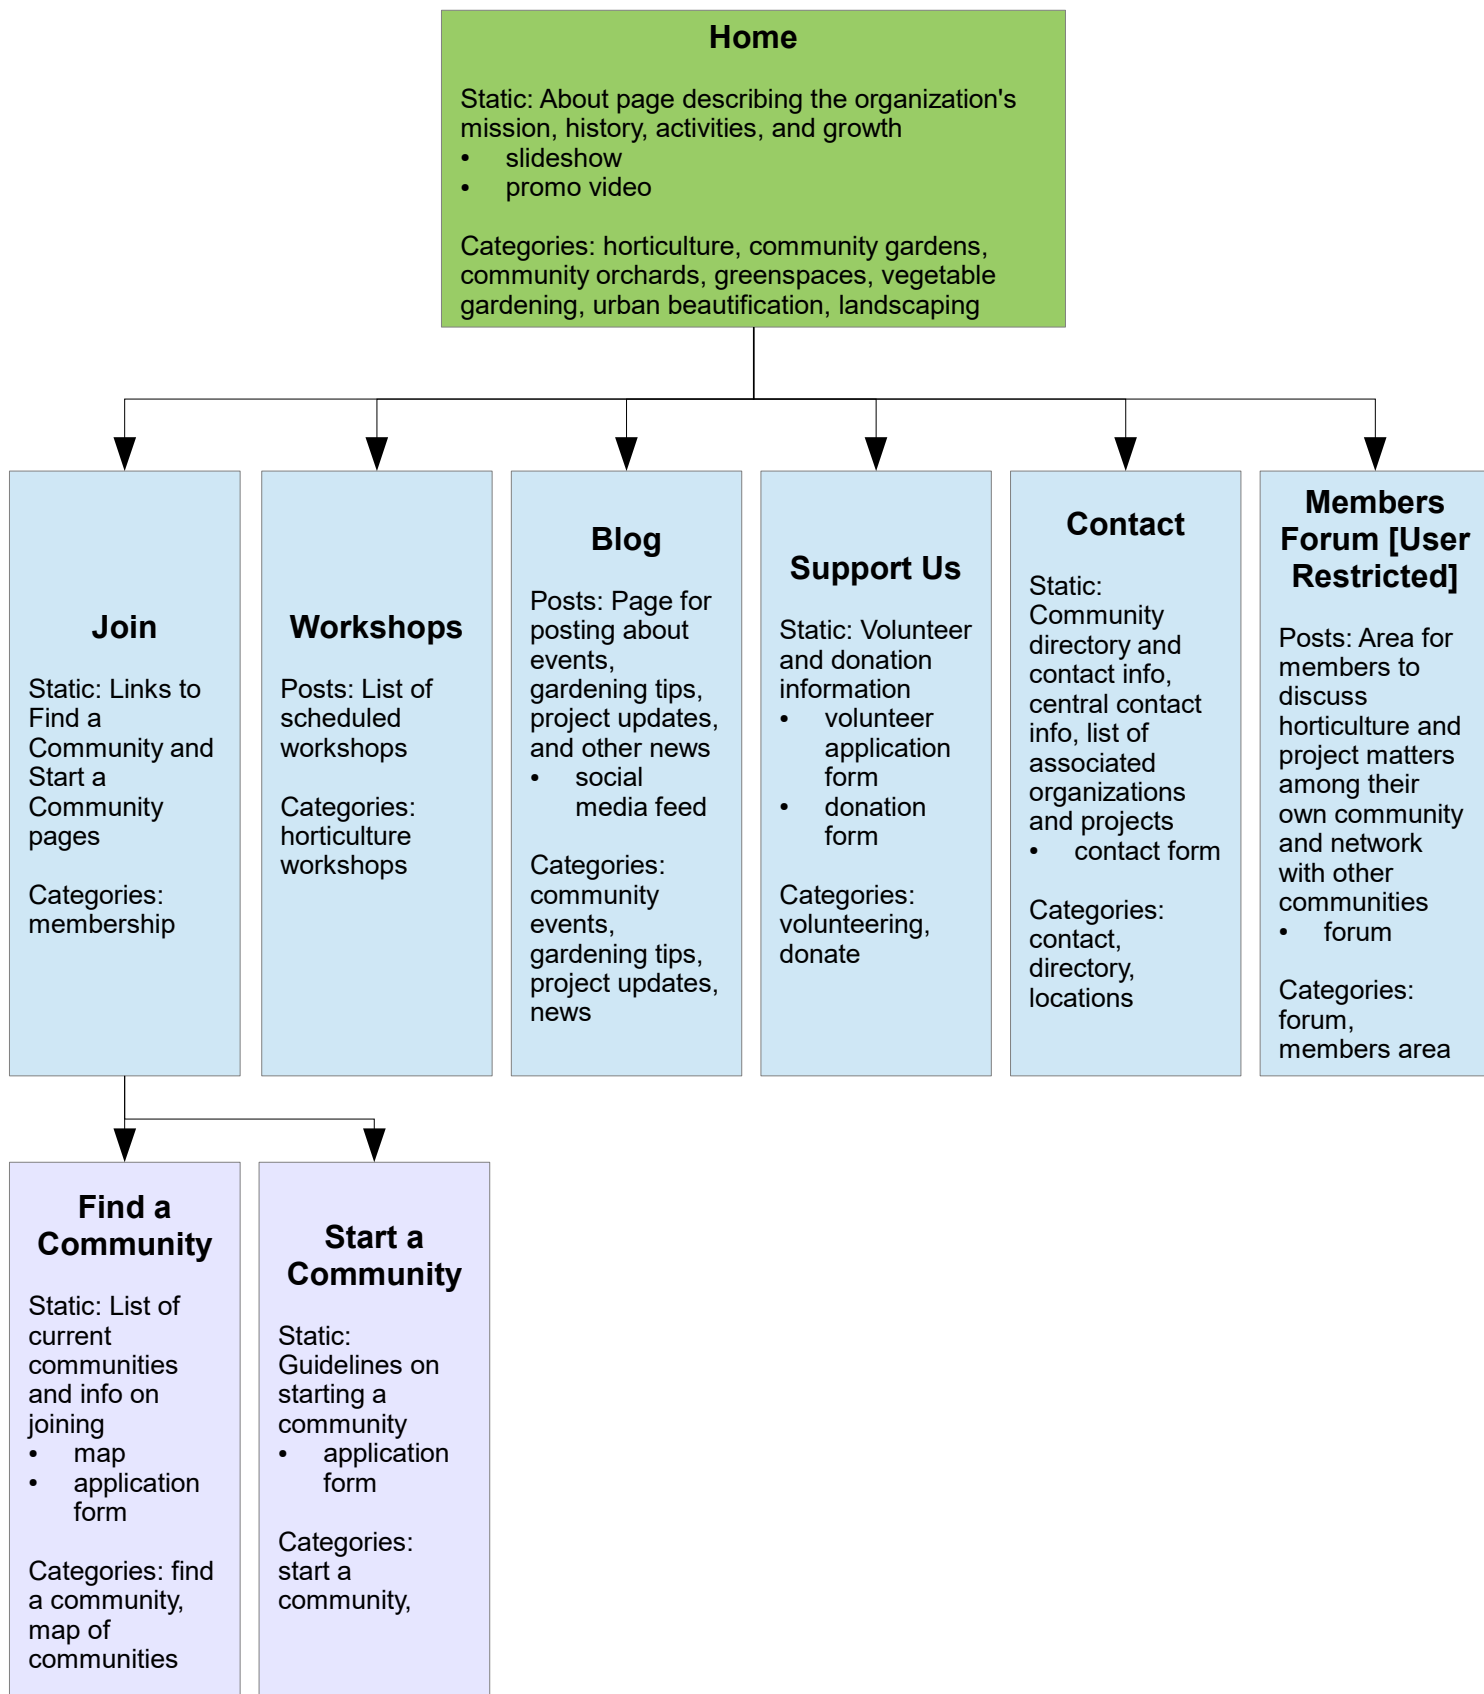 Home
Static: About page describing the organization's
mission, history, activities, and growth
• slideshow
• promo video
Categories: horticulture, community gardens,
community orchards, greenspaces, vegetable
gardening, urban beautification, landscaping
Join
Static: Links to
Find a
Community and
Start a
Community
pages
Categories:
membership
Workshops
Posts: List of
scheduled
workshops
Categories:
horticulture
workshops
Blog
Posts: Page for
posting about
events,
gardening tips,
project updates,
and other news
• social
media feed
Categories:
community
events,
gardening tips,
project updates,
news
Support Us
Static: Volunteer
and donation
information
• volunteer
application
form
• donation
form
Categories:
volunteering,
donate
Contact
Static:
Community
directory and
contact info,
central contact
info, list of
associated
organizations
and projects
• contact form
Categories:
contact,
directory,
locations
Members
Forum [User
Restricted]
Posts: Area for
members to
discuss
horticulture and
project matters
among their
own community
and network
with other
communities
• forum
Categories:
forum,
members area
Find a
Community
Static: List of
current
communities
and info on
joining
• map
• application
form
Categories: find
a community,
map of
communities
Start a
Community
Static:
Guidelines on
starting a
community
• application
form
Categories:
start a
community,